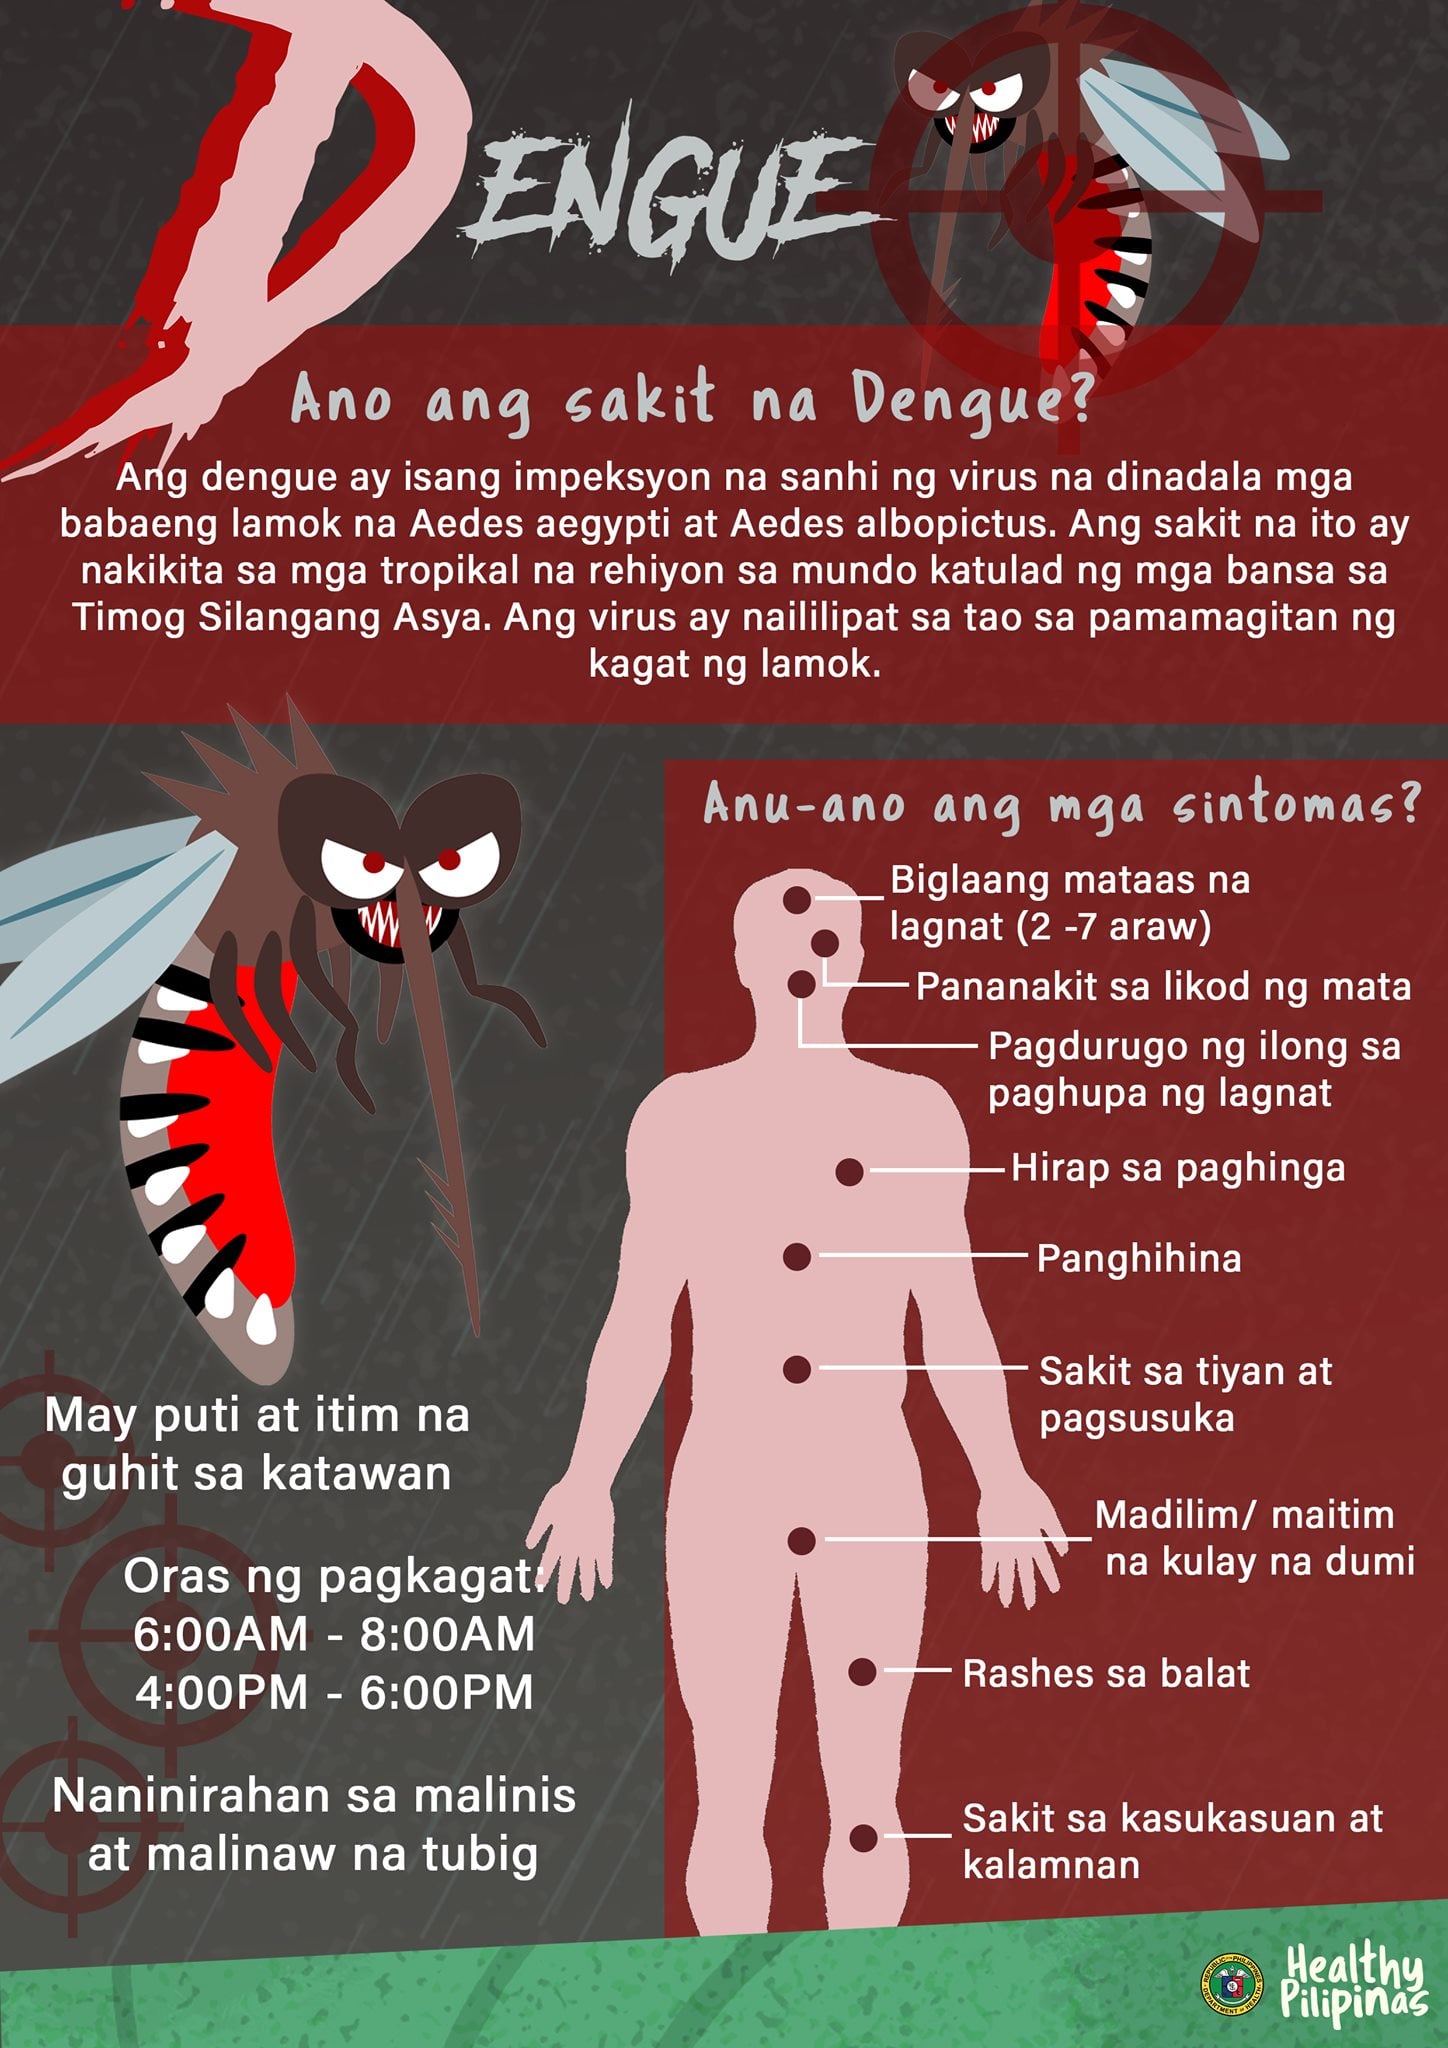 DENGUE
Ano ang sakit na Dengue?
Ang dengue ay isang impeksyon na sanhi ng virus na dinadala mga
babaeng lamok na Aedes aegypti at Aedes albopictus. Ang sakit na ito ay
nakikita sa mga tropikal na rehiyon sa mundo katulad ng mga bansa sa
Timog Silangang Asya. Ang virus ay naililipat sa tao sa pamamagitan ng
kagat ng lamok.
May puti at itim na
guhit sa katawan
Oras ng pagkagat:
6:00AM - 8:00AM
4:00PM - 6:00PM
Naninirahan sa malinis
at malinaw na tubig
Anu-ano ang mga sintomas?
Biglaang mataas na
lagnat (2 -7 araw)
Pananakit sa likod ng mata
Pagdurugo ng ilong sa
paghupa ng lagnat
Hirap sa paghinga
Panghihina
Sakit sa tiyan at
pagsusuka
Madilim/ maitim
na kulay na dumi
Rashes sa balat
Sakit sa kasukasuan at
kalamnan
REPUBLIC OF THE PHILIPPINES
DEPARTMENT OF HEALTH
Healthy
Pilipinas